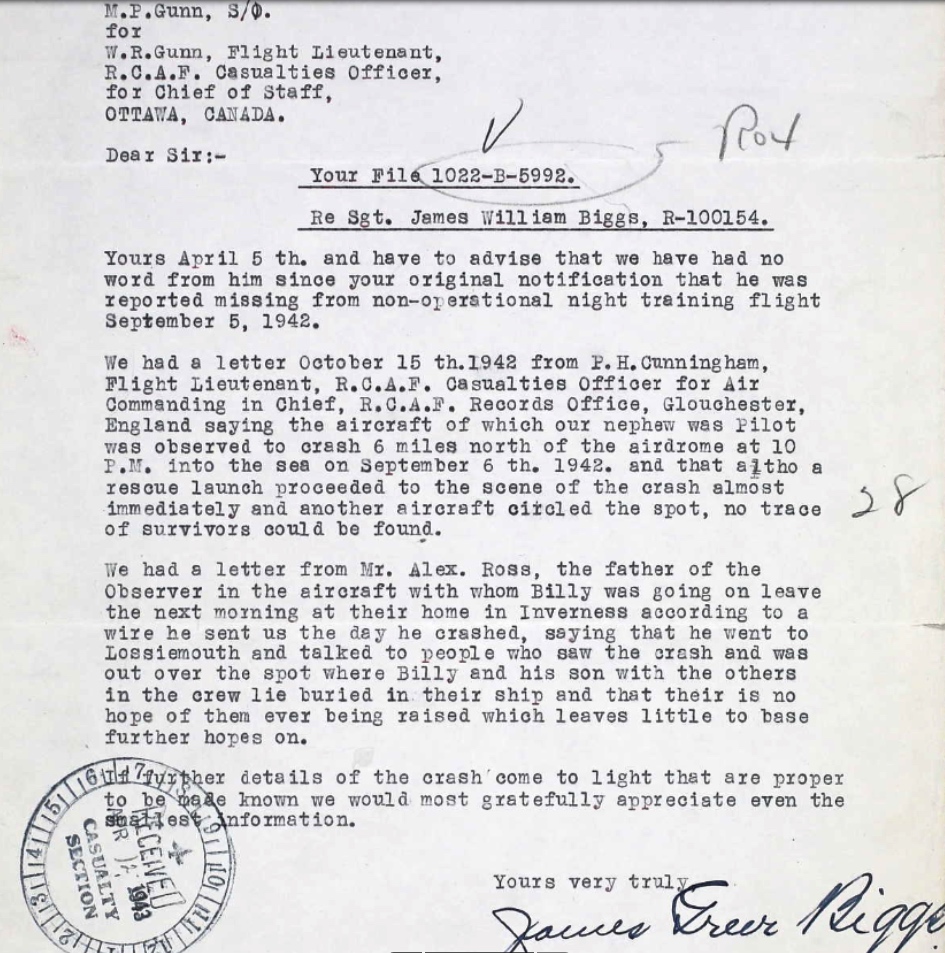 M.P.Gunn, S/O.
for
W.R.Gunn, Flight Lieutenant,
R.C.A.F. Casualties Officer,
for Chief of Staff,
OTTAWA, CANADA.
Dear Sir:-
Your File 1022-B-5992.
Re Sgt. James William Biggs, R-100154.
Yours April 5 th. and have to advise that we have had no
word from him since your original notification that he was
reported missing from non-operational night training flight
September 5, 1942.
We had a letter October 15 th.1942 from P.H.Cunningham,
Flight Lieutenant, R.C.A.F. Casualties Officer for Air
Commanding in Chief, R.C.A.F. Records Office, Glouchester,
England saying the aircraft of which our nephew was Pilot
was observed to crash 6 miles north of the airdrome at 10
P.M. into the sea on September 6 th. 1942. and that altho a
rescue launch proceeded to the scene of the crash almost
immediately and another aircraft circled the spot, no trace
of survivors could be found.
28
We had a letter from Mr. Alex. Ross, the father of the
Observer in the aircraft with whom Billy was going on leave
the next morning at their home in Inverness according to a
wire he sent us the day he crashed, saying that he went to
Lossiemouth and talked to people who saw the crash and was
out over the spot where Billy and his son with the others
in the crew lie buried in their ship and that their is no
hope of them ever being raised which leaves little to base
further hopes on.
If further details of the crash come to light that are proper
to be made known we would most gratefully appreciate even the
smallest information.
RECEIVED
1943
CASUALTY
SECTION
Yours very truly
James Greer Biggs